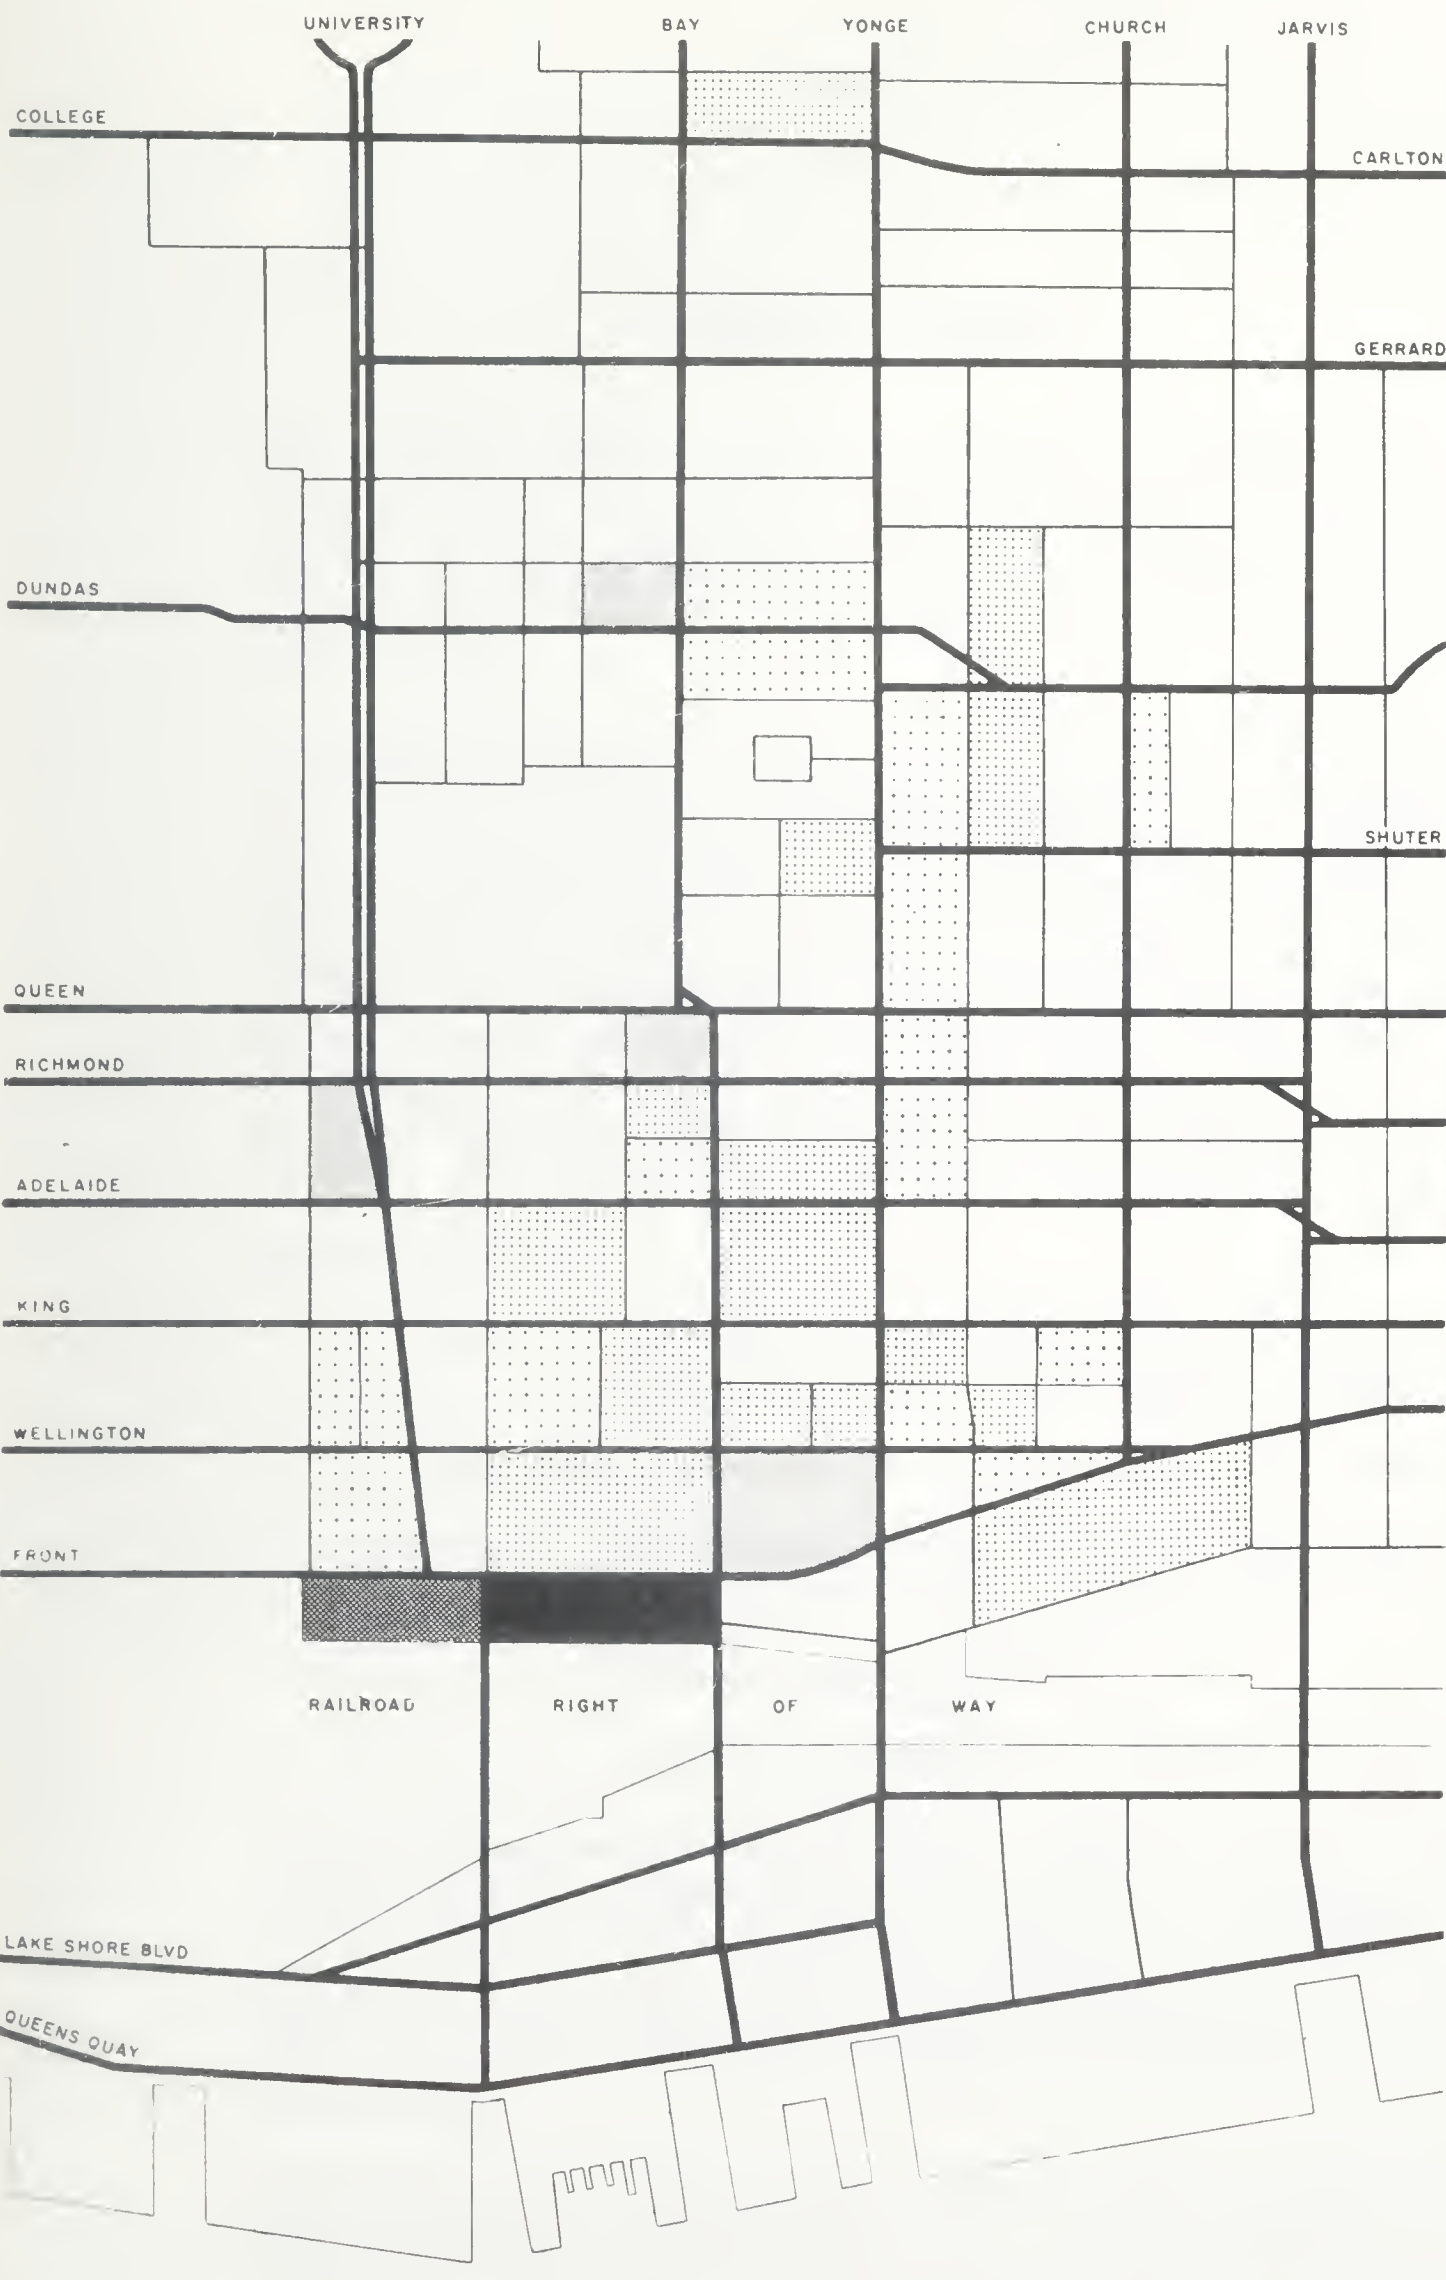 UNIVERSITY
BAY
YONGE
CHURCH
JARVIS
COLLEGE
CARLTON
GERRARD
DUNDAS
SHUTER
QUEEN
RICHMOND
ADELAIDE
KING
WELLINGTON
FRONT
RAILROAD RIGHT OF WAY
LAKE SHORE BLVD
QUEENS QUAY